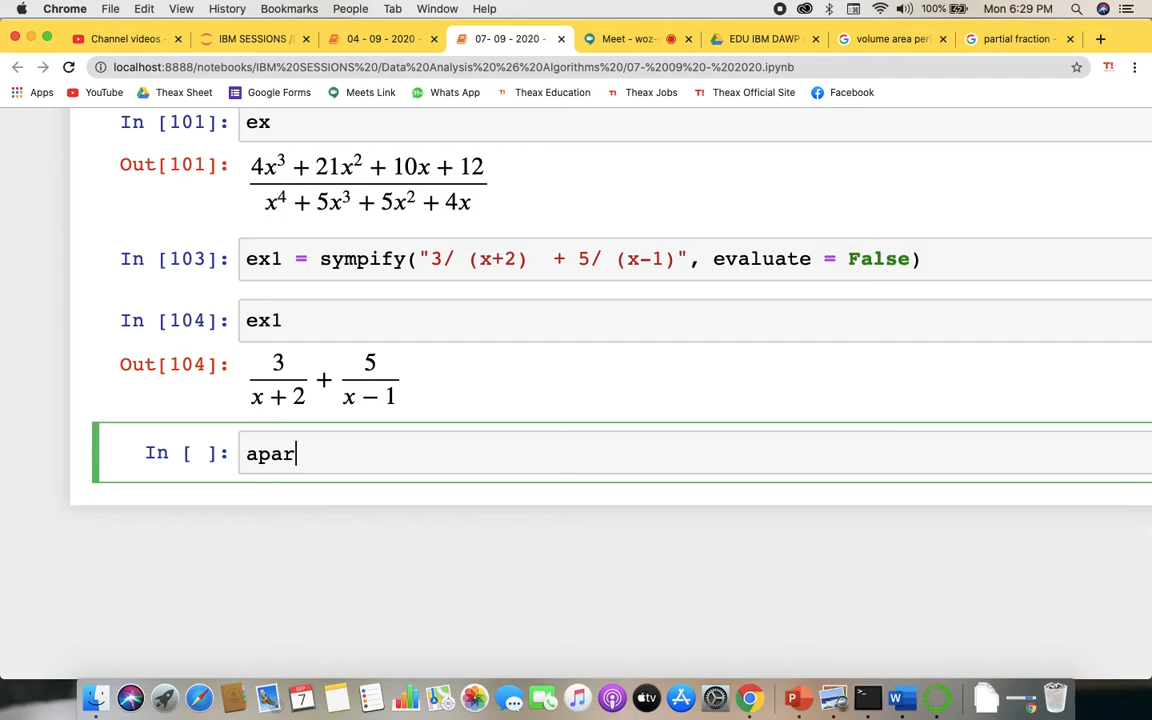 Chrome File Edit View History Bookmarks People Tab Window Help 100% Mon 6:29 PM
Channel videos - IBM SESSIONS / 04 - 09 - 2020 - 07- 09 - 2020 - Meet - woz- EDU IBM DAWP - volume area peri partial fraction -
localhost:8888/notebooks/IBM%20SESSIONS%20/Data%20Analysis%20%26%20Algorithms%20/07-%2009%20-%202020.ipynb
Apps YouTube Theax Sheet Google Forms Meets Link Whats App Theax Education Theax Jobs Theax Official Site Facebook
In [101]: ex
Out[101]: 4x³ + 21x² + 10x + 12
x⁴ + 5x³ + 5x² + 4x
In [103]: ex1 = sympify("3/ (x+2)  + 5/ (x-1)", evaluate = False)
In [104]: ex1
Out[104]: 3/(x + 2) + 5/(x − 1)
In [ ]: apar